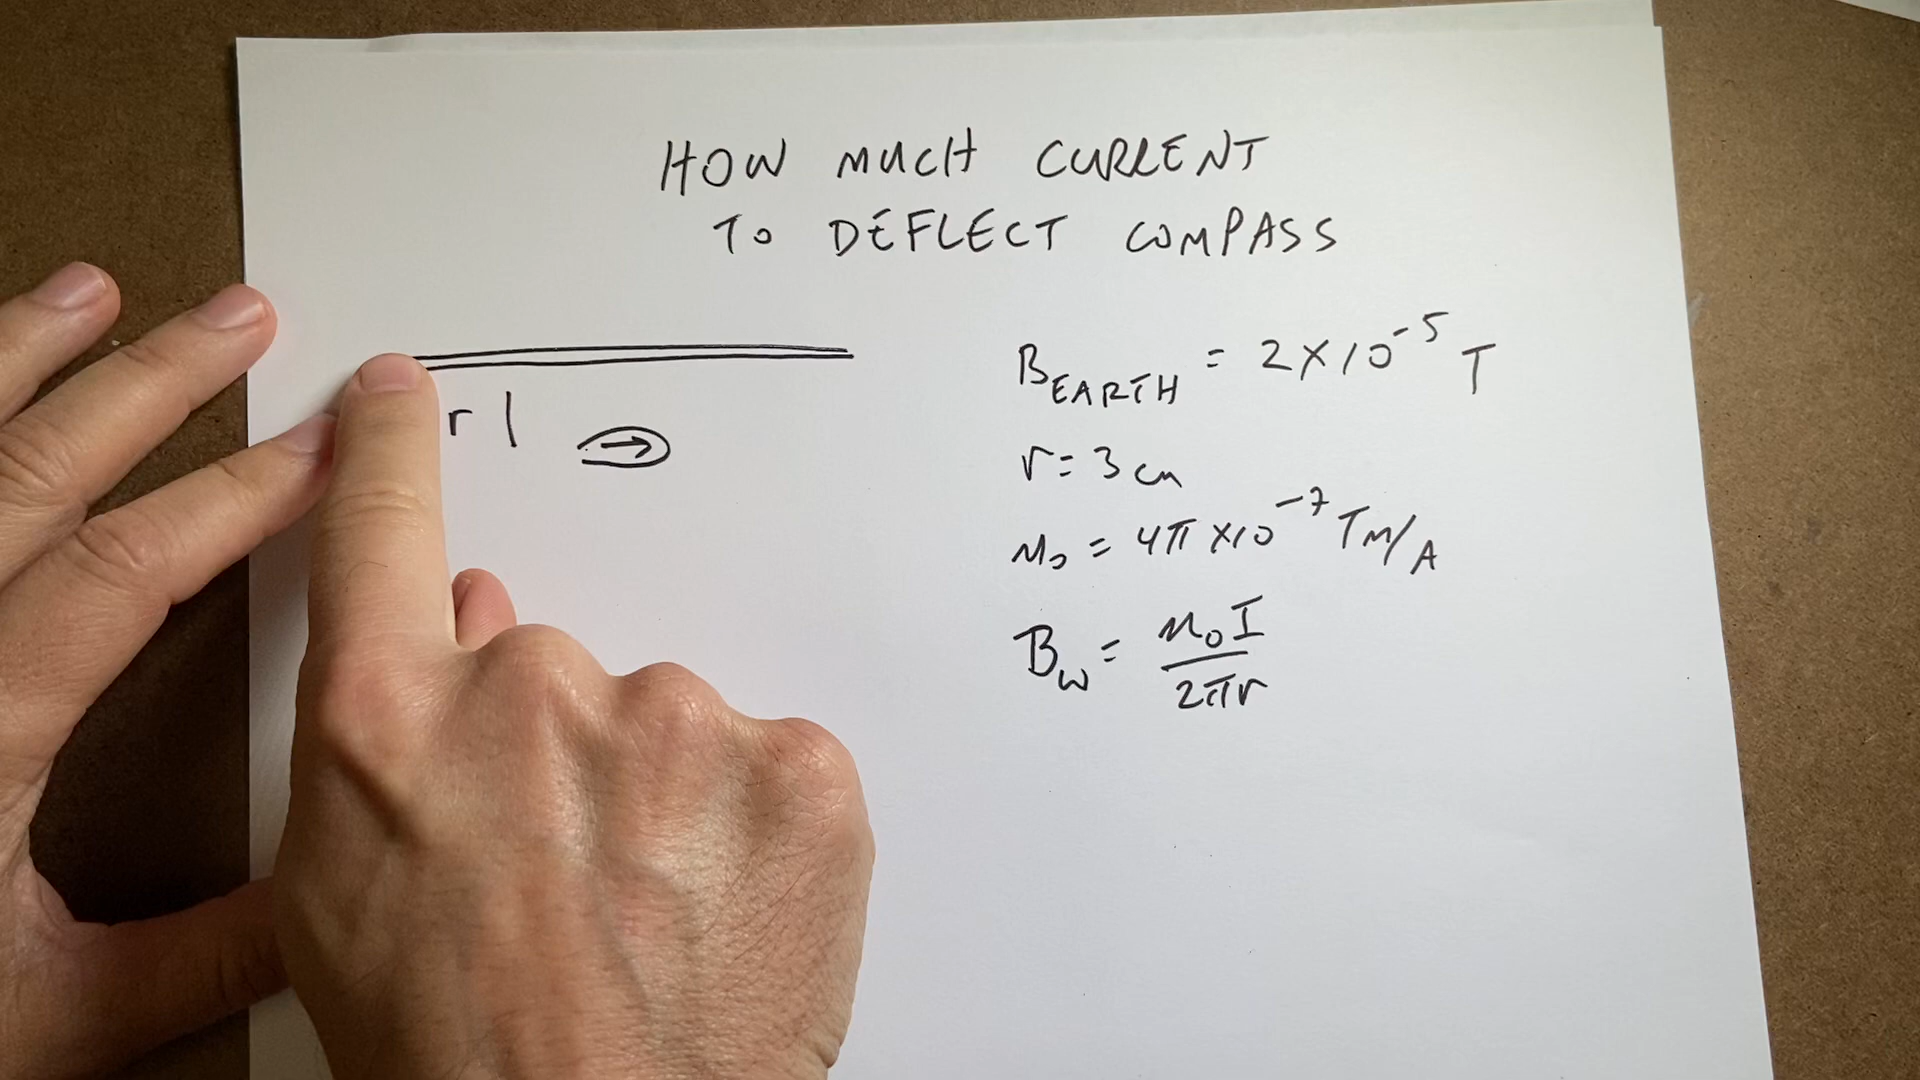 HOW MUCH CURRENT
TO DEFLECT COMPASS
B_EARTH = 2×10^-5 T
r
r = 3 cm
μ₀ = 4π×10^-7 Tm/A
B_w = μ₀I / 2πr